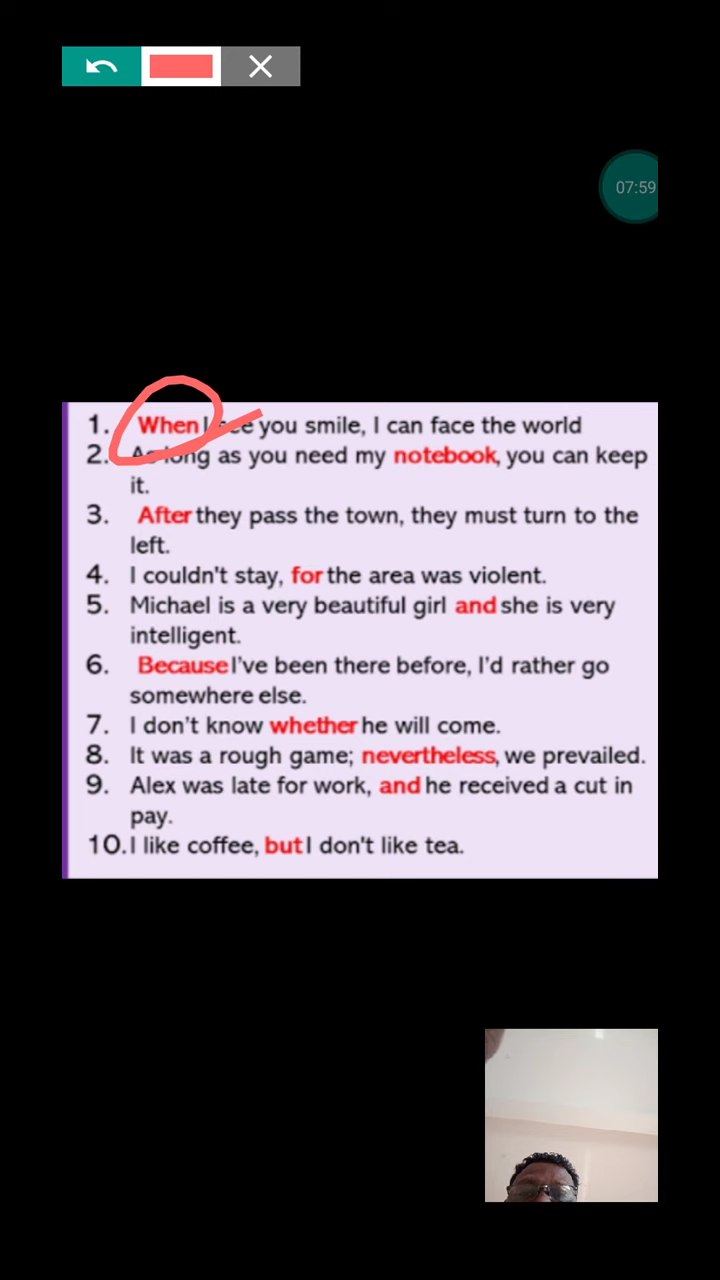 07:59
1. When I see you smile, I can face the world
2. As long as you need my notebook, you can keep
it.
3. After they pass the town, they must turn to the
left.
4. I couldn't stay, for the area was violent.
5. Michael is a very beautiful girl and she is very
intelligent.
6. Because I've been there before, I'd rather go
somewhere else.
7. I don't know whether he will come.
8. It was a rough game; nevertheless, we prevailed.
9. Alex was late for work, and he received a cut in
pay.
10. I like coffee, but I don't like tea.